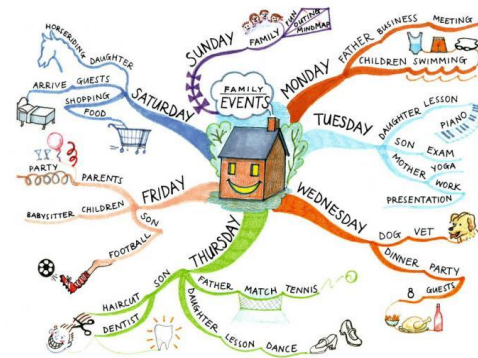 FAMILY
EVENTS
SUNDAY
FAMILY
FUN
OUTING
MINDMAP
MONDAY
FATHER BUSINESS MEETING
CHILDREN SWIMMING
TUESDAY
DAUGHTER LESSON
PIANO
SON EXAM
MOTHER YOGA
WORK
PRESENTATION
WEDNESDAY
DOG VET
DINNER PARTY
8 GUESTS
THURSDAY
FATHER MATCH TENNIS
DAUGHTER LESSON DANCE
SON
HAIRCUT
DENTIST
FRIDAY
PARENTS
PARTY
CHILDREN
BABYSITTER
SON
FOOTBALL
SATURDAY
DAUGHTER
HORSERIDING
GUESTS
ARRIVE
SHOPPING
FOOD